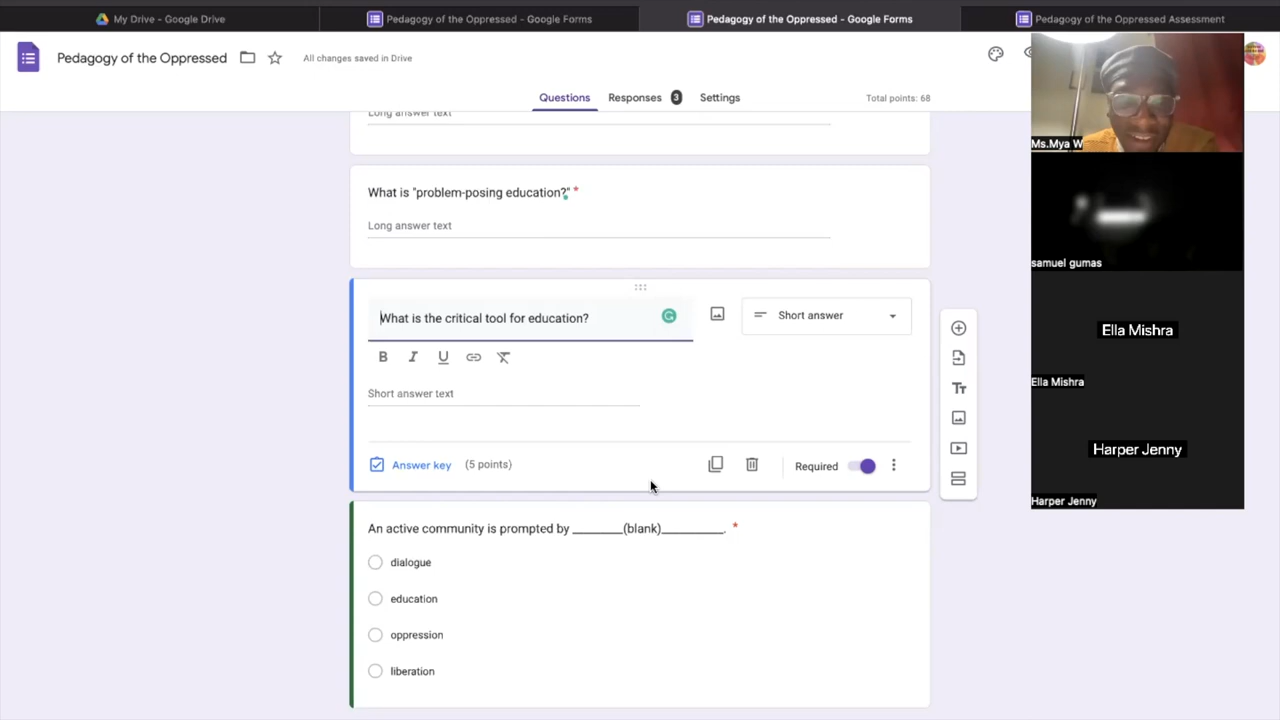 My Drive - Google Drive
Pedagogy of the Oppressed - Google Forms
Pedagogy of the Oppressed - Google Forms
Pedagogy of the Oppressed Assessment
Pedagogy of the Oppressed
All changes saved in Drive
Questions
Responses 3
Settings
Total points: 68
Long answer text
What is "problem-posing education?" *
Long answer text
What is the critical tool for education?
Short answer
B I U
Short answer text
Answer key (5 points)
Required
TT
An active community is prompted by _______(blank)_________. *
dialogue
education
oppression
liberation
Ms.Mya W
samuel gumas
Ella Mishra
Ella Mishra
Harper Jenny
Harper Jenny